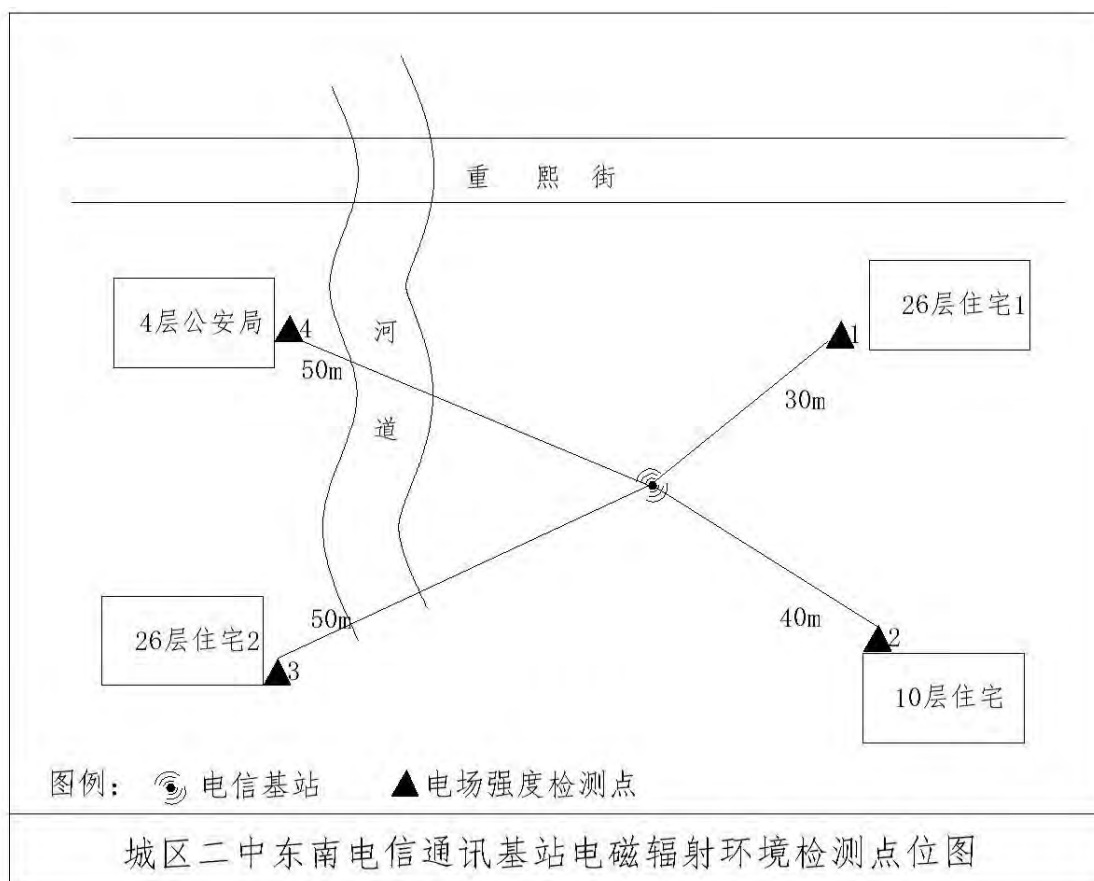 重熙街
4层公安局
4
50m
河道
26层住宅1
1
30m
26层住宅2
3
50m
40m
2
10层住宅
图例： 电信基站 电场强度检测点
城区二中东南电信通讯基站电磁辐射环境检测点位图